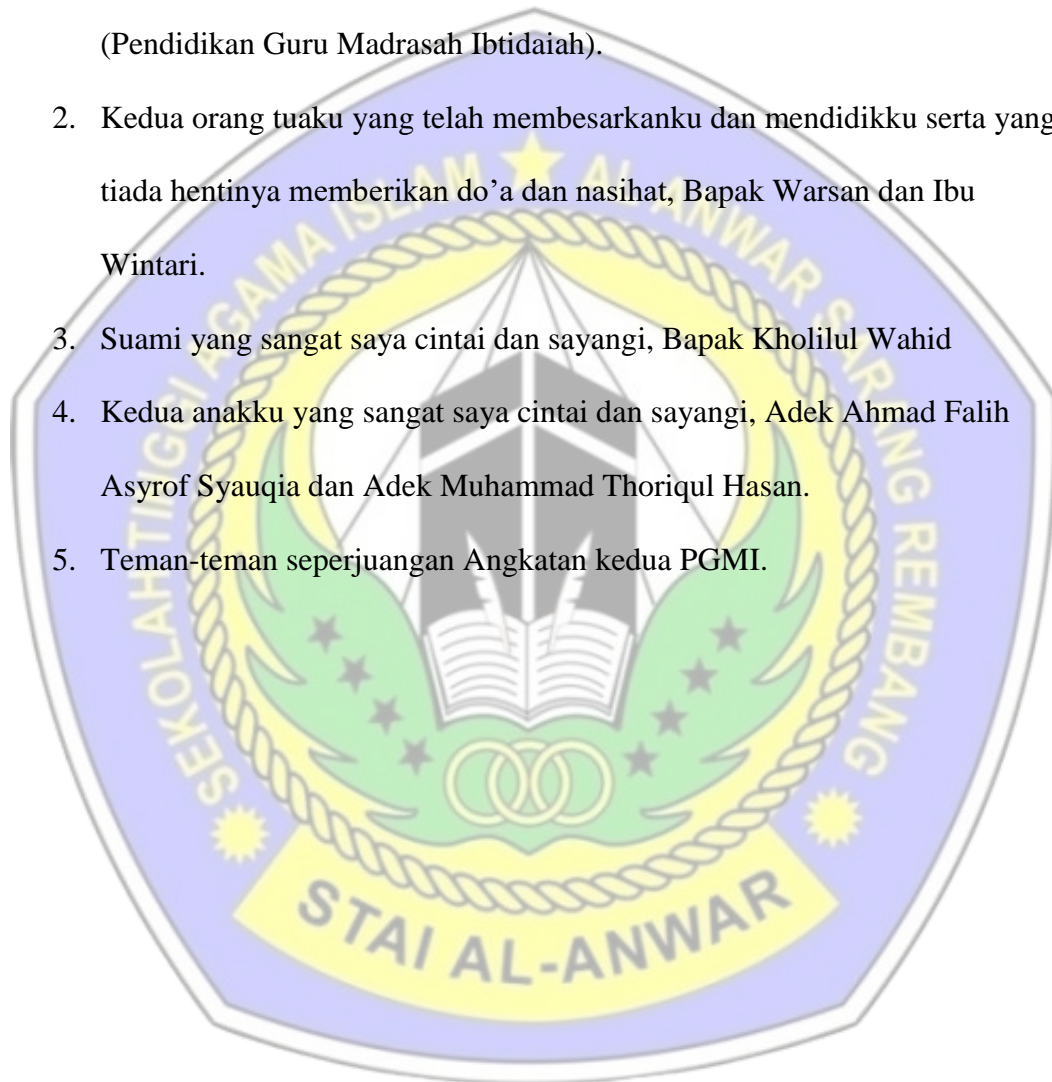 (Pendidikan Guru Madrasah Ibtidaiah).
2. Kedua orang tuaku yang telah membesarkanku dan mendidikku serta yang
tiada hentinya memberikan do’a dan nasihat, Bapak Warsan dan Ibu
Wintari.
3. Suami yang sangat saya cintai dan sayangi, Bapak Kholilul Wahid
4. Kedua anakku yang sangat saya cintai dan sayangi, Adek Ahmad Falih
Asyrof Syauqia dan Adek Muhammad Thoriqul Hasan.
5. Teman-teman seperjuangan Angkatan kedua PGMI.
SEKOLAH TINGGI AGAMA ISLAM AL-ANWAR SARANG REMBANG
STAI AL-ANWAR